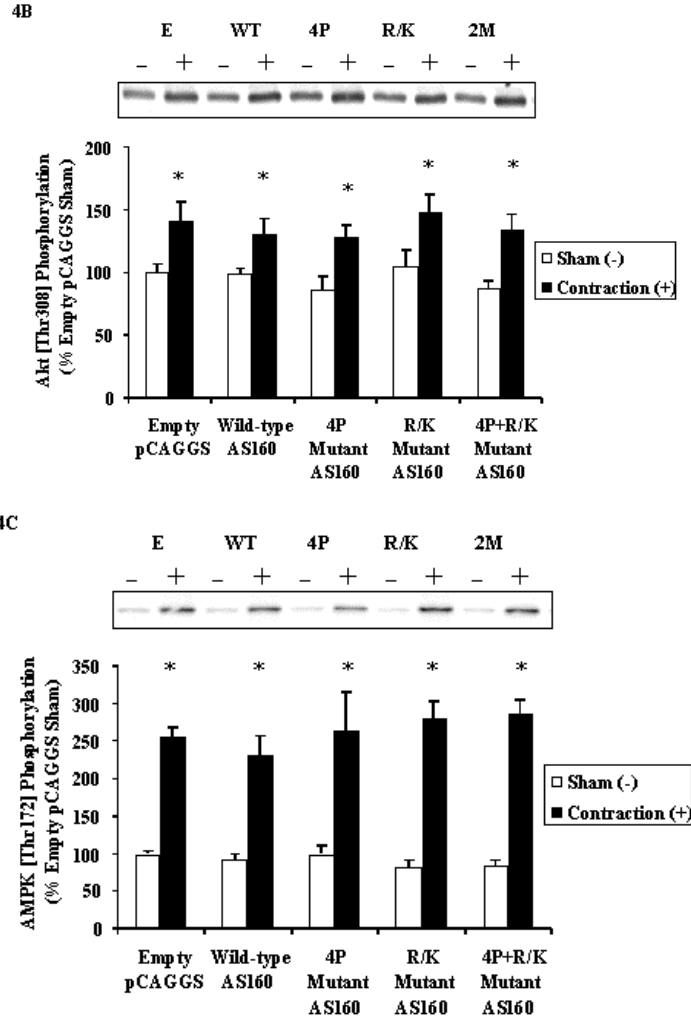 4B
E WT 4P R/K 2M
– + – + – + – + – +
Akt [Thr308] Phosphorylation
(% Empty pCAGGS Sham)
200
150
100
50
0
* * * * *
Sham (-)
Contraction (+)
Empty Wild-type 4P R/K 4P+R/K
pCAGGS AS160 Mutant Mutant Mutant
AS160 AS160 AS160
4C
E WT 4P R/K 2M
– + – + – + – + – +
AMPK [Thr172] Phosphorylation
(% Empty pCAGGS Sham)
350
300
250
200
150
100
50
0
* * * * *
Sham (-)
Contraction (+)
Empty Wild-type 4P R/K 4P+R/K
pCAGGS AS160 Mutant Mutant Mutant
AS160 AS160 AS160